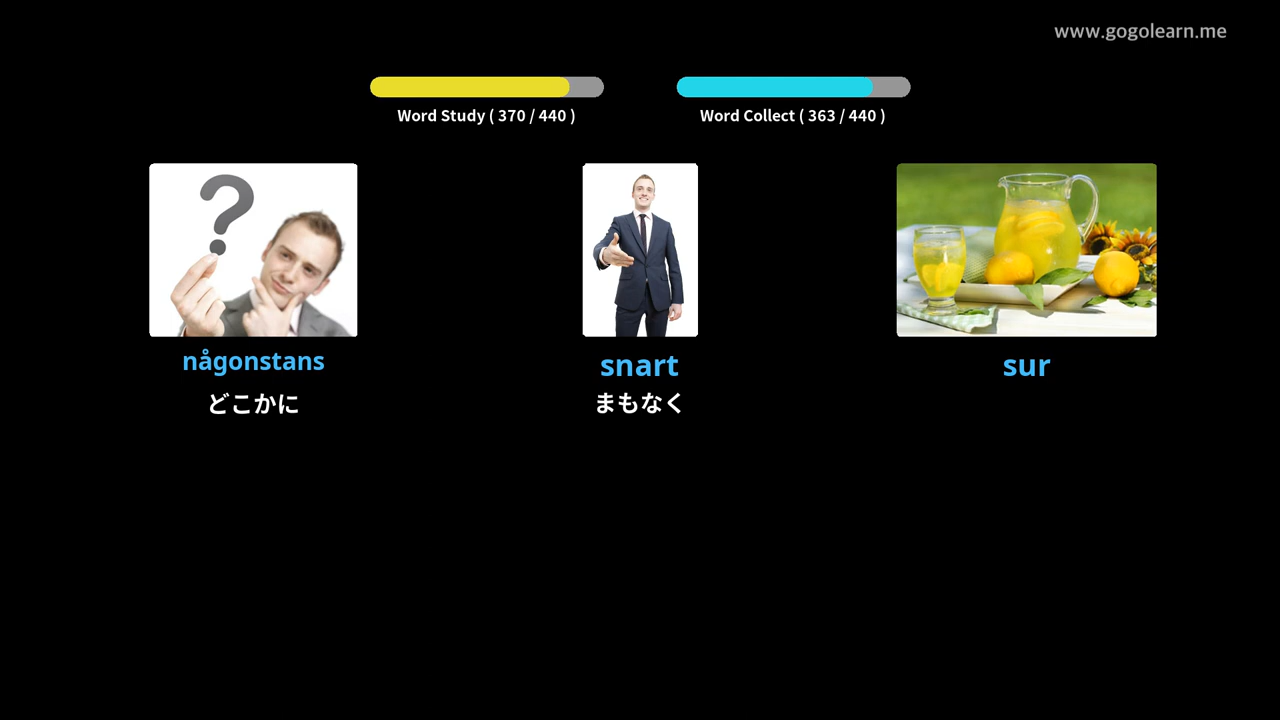 www.gogolearn.me
Word Study ( 370 / 440 )
Word Collect ( 363 / 440 )
någonstans
snart
sur
どこかに
まもなく